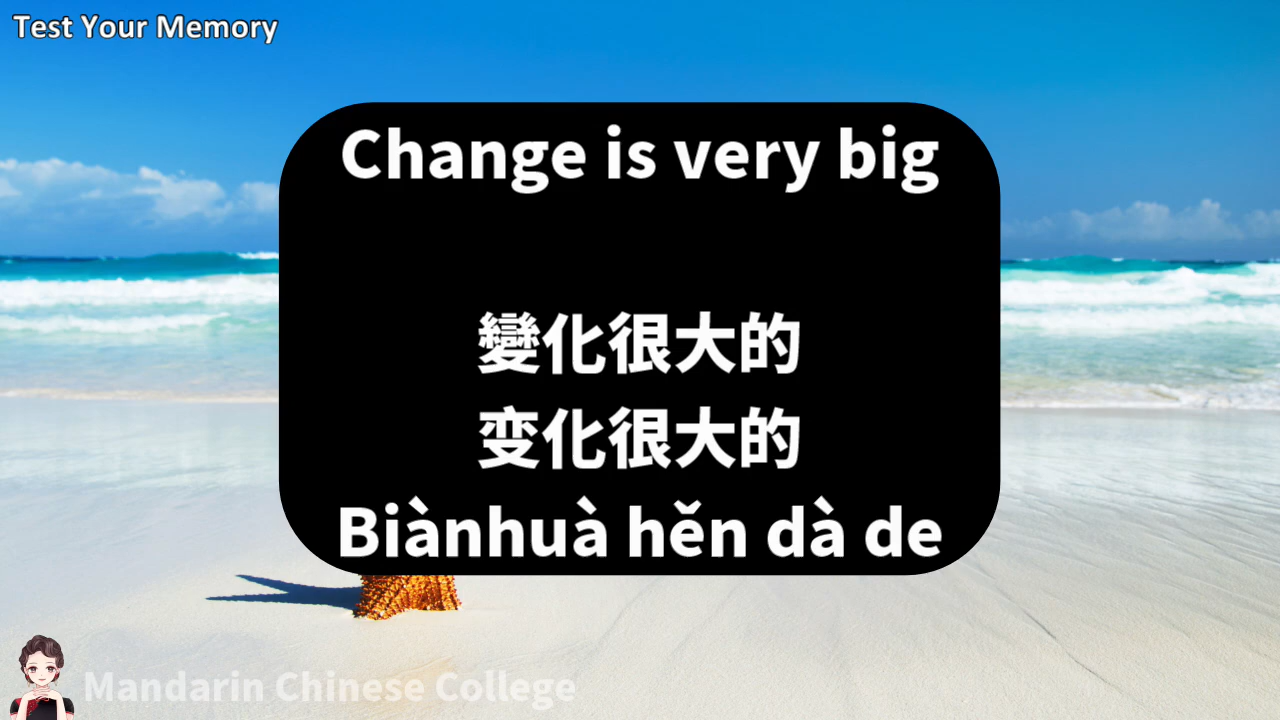 Test Your Memory
Change is very big
變化很大的
变化很大的
Biànhuà hěn dà de
Mandarin Chinese College